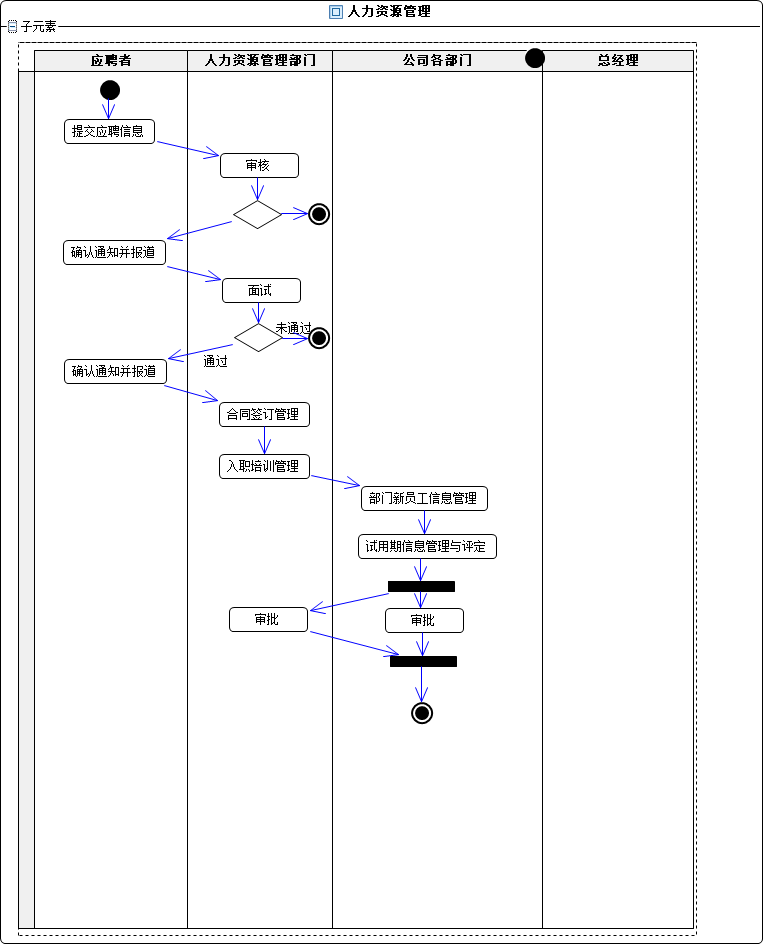 人力资源管理
子元素
应聘者 人力资源管理部门 公司各部门 总经理
提交应聘信息
审核
确认通知并报道
面试
未通过
通过
确认通知并报道
合同签订管理
入职培训管理
部门新员工信息管理
试用期信息管理与评定
审批 审批